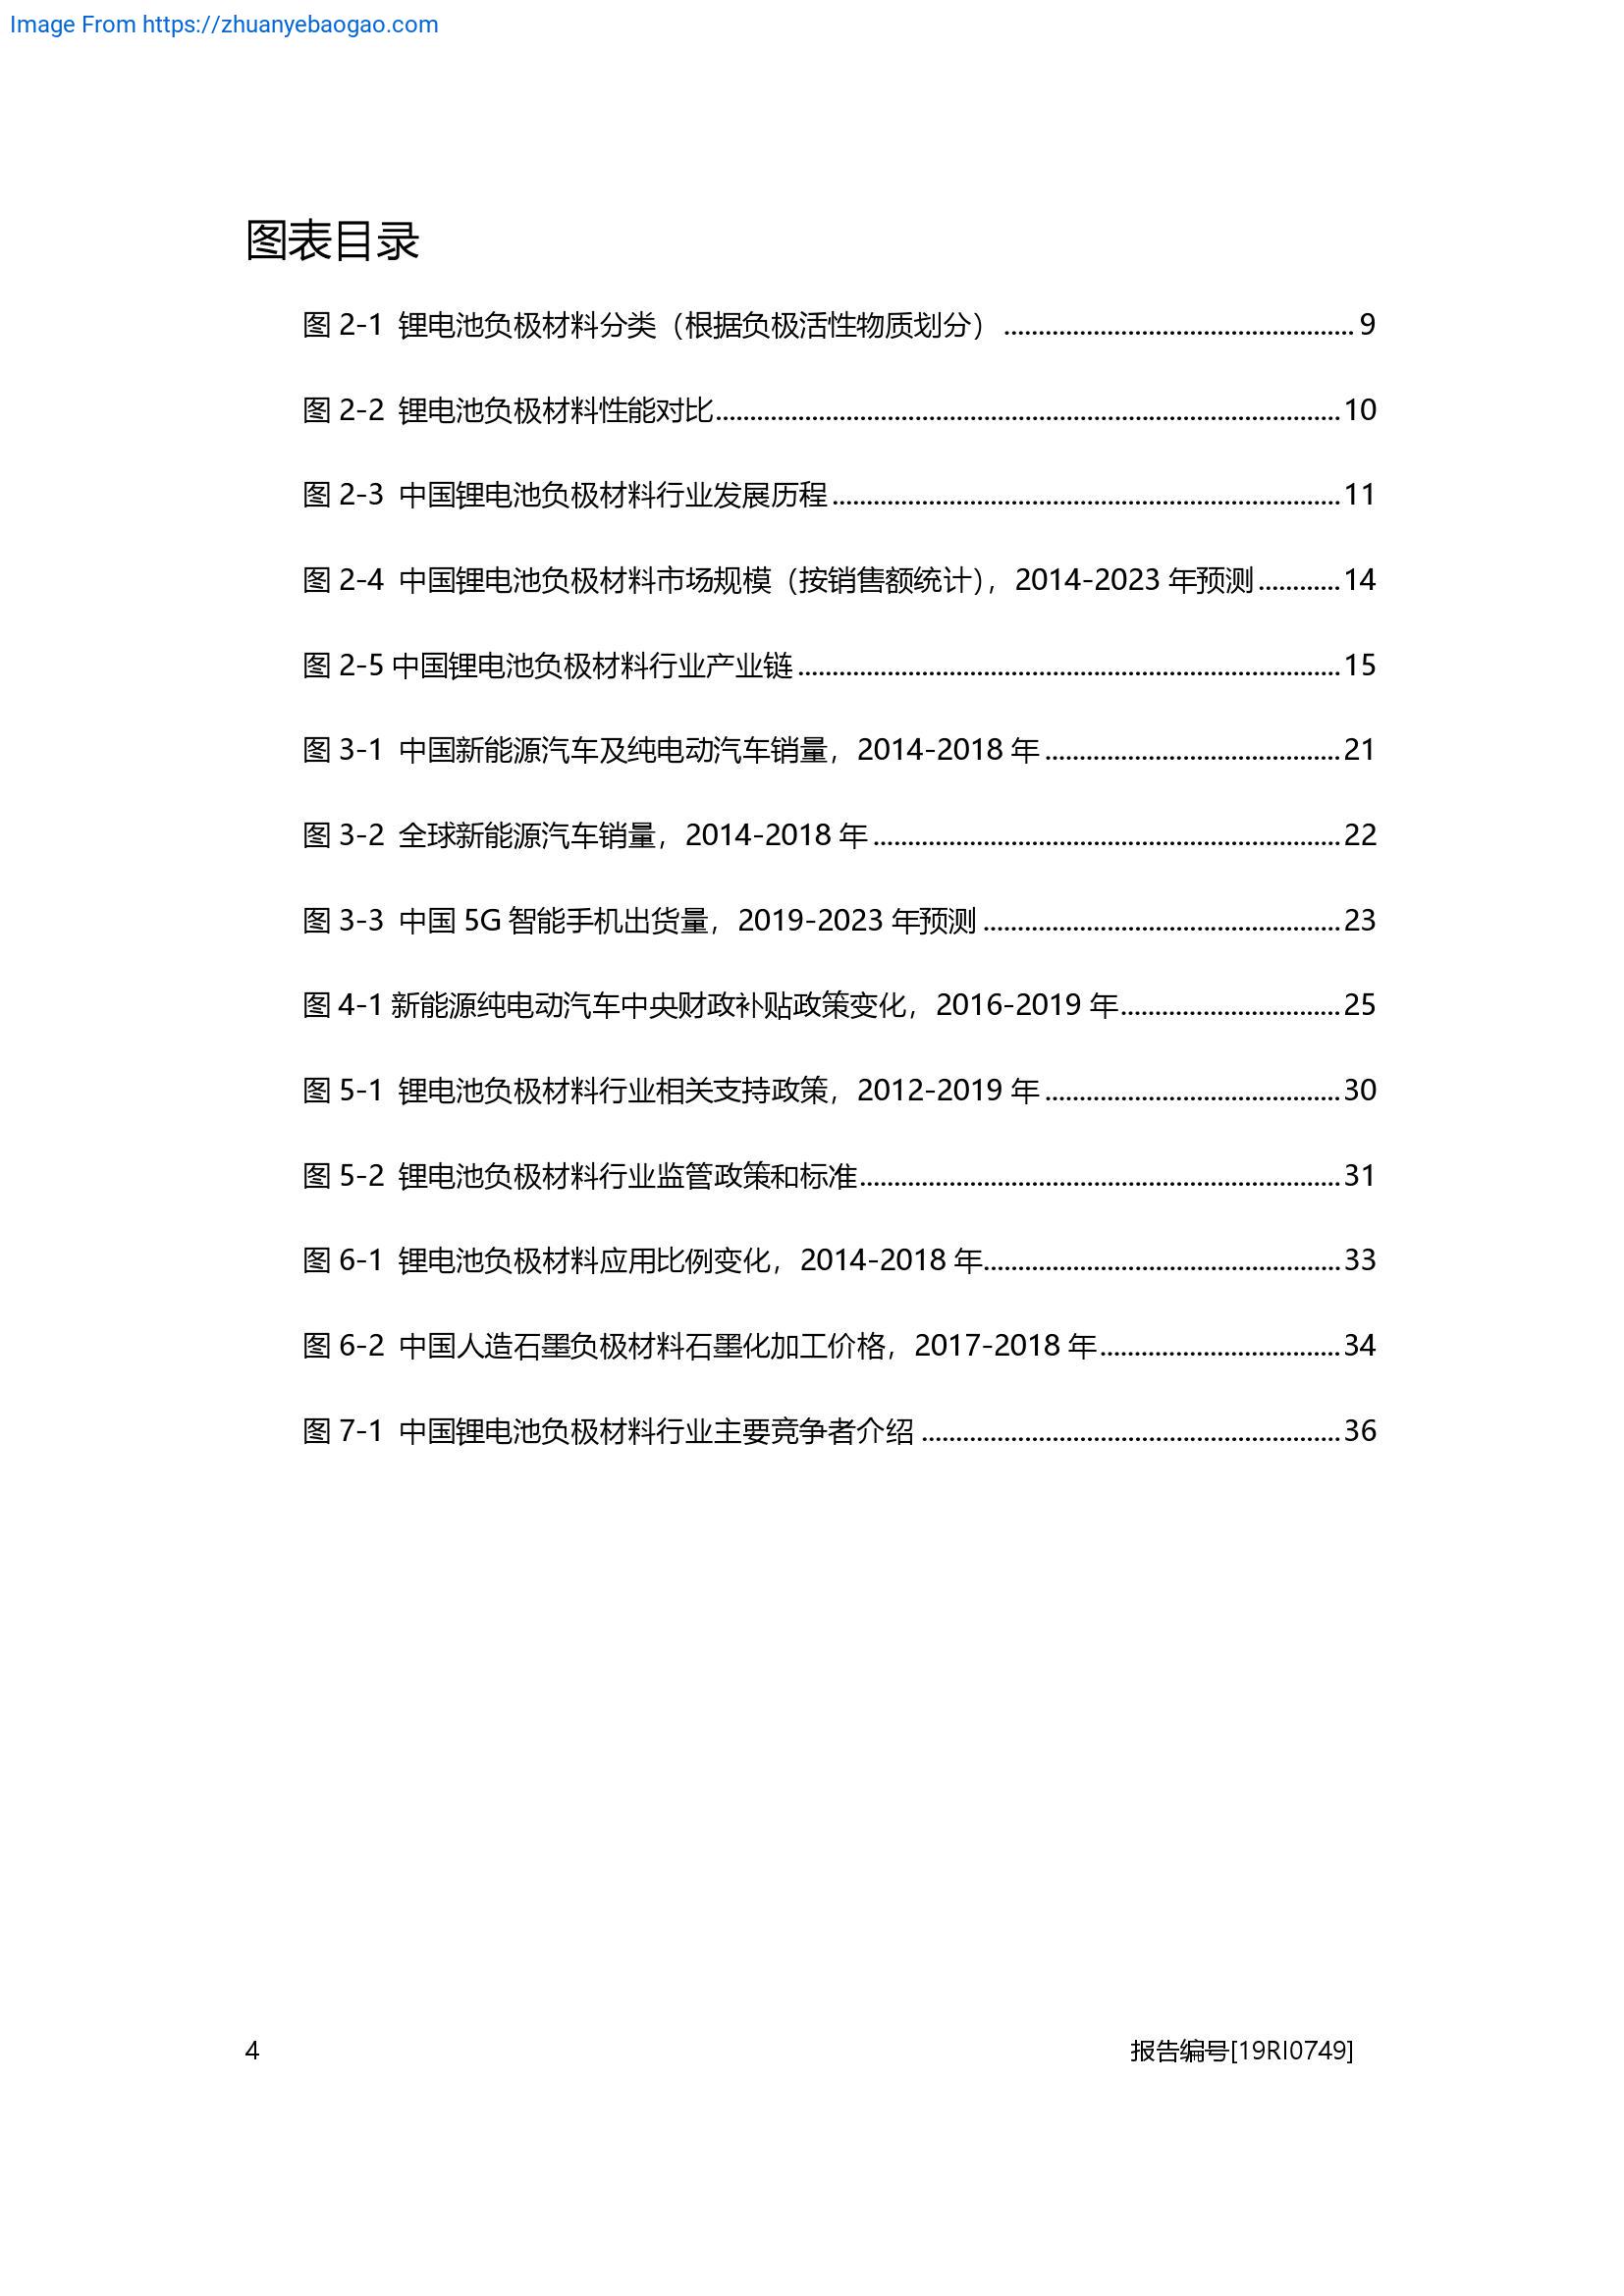 Image From https://zhuanyebaogao.com
图表目录
图 2-1 锂电池负极材料分类（根据负极活性物质划分） ................................................... 9
图 2-2 锂电池负极材料性能对比...........................................................................................10
图 2-3 中国锂电池负极材料行业发展历程..........................................................................11
图 2-4 中国锂电池负极材料市场规模（按销售额统计），2014-2023 年预测............14
图 2-5 中国锂电池负极材料行业产业链...............................................................................15
图 3-1 中国新能源汽车及纯电动汽车销量，2014-2018 年...........................................21
图 3-2 全球新能源汽车销量，2014-2018 年....................................................................22
图 3-3 中国 5G 智能手机出货量，2019-2023 年预测....................................................23
图 4-1 新能源纯电动汽车中央财政补贴政策变化，2016-2019 年................................25
图 5-1 锂电池负极材料行业相关支持政策，2012-2019 年...........................................30
图 5-2 锂电池负极材料行业监管政策和标准......................................................................31
图 6-1 锂电池负极材料应用比例变化，2014-2018 年....................................................33
图 6-2 中国人造石墨负极材料石墨化加工价格，2017-2018 年...................................34
图 7-1 中国锂电池负极材料行业主要竞争者介绍.............................................................36
4 报告编号[19RI0749]